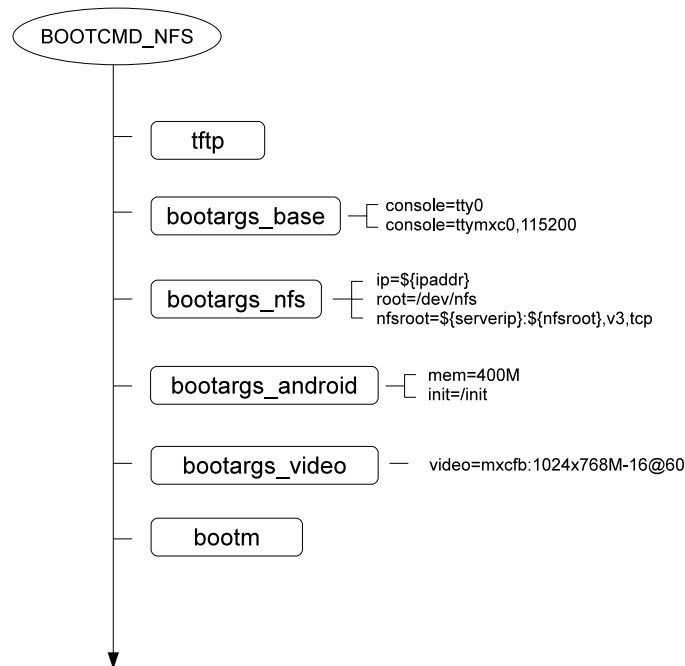 BOOTCMD_NFS
tftp
bootargs_base
console=tty0
console=ttymxc0,115200
bootargs_nfs
ip=${ipaddr}
root=/dev/nfs
nfsroot=${serverip}:${nfsroot},v3,tcp
bootargs_android
mem=400M
init=/init
bootargs_video
video=mxcfb:1024x768M-16@60
bootm